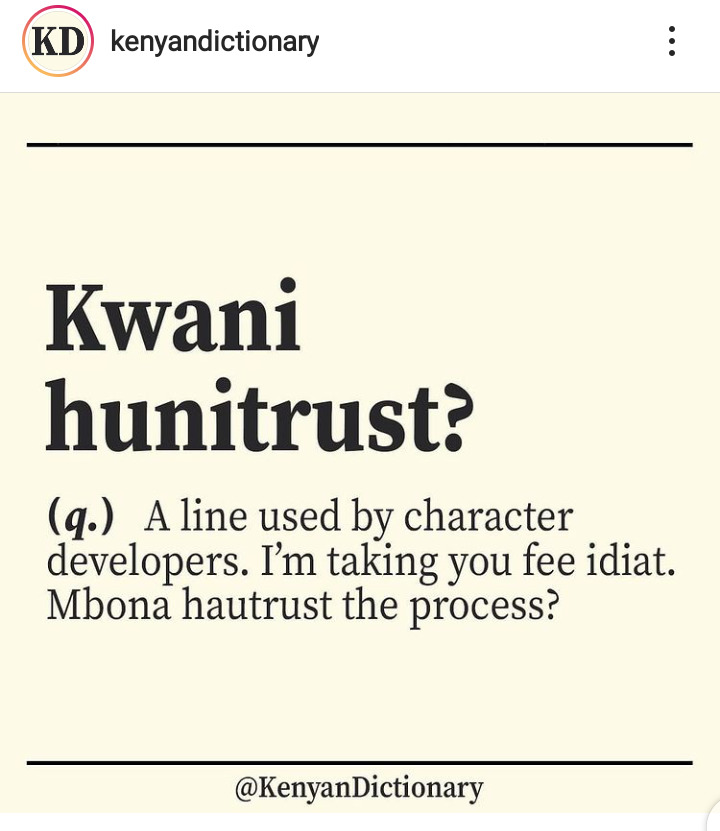 KD kenyandictionary
Kwani
hunitrust?
(q.) A line used by character
developers. I'm taking you fee idiat.
Mbona hautrust the process?
@KenyanDictionary